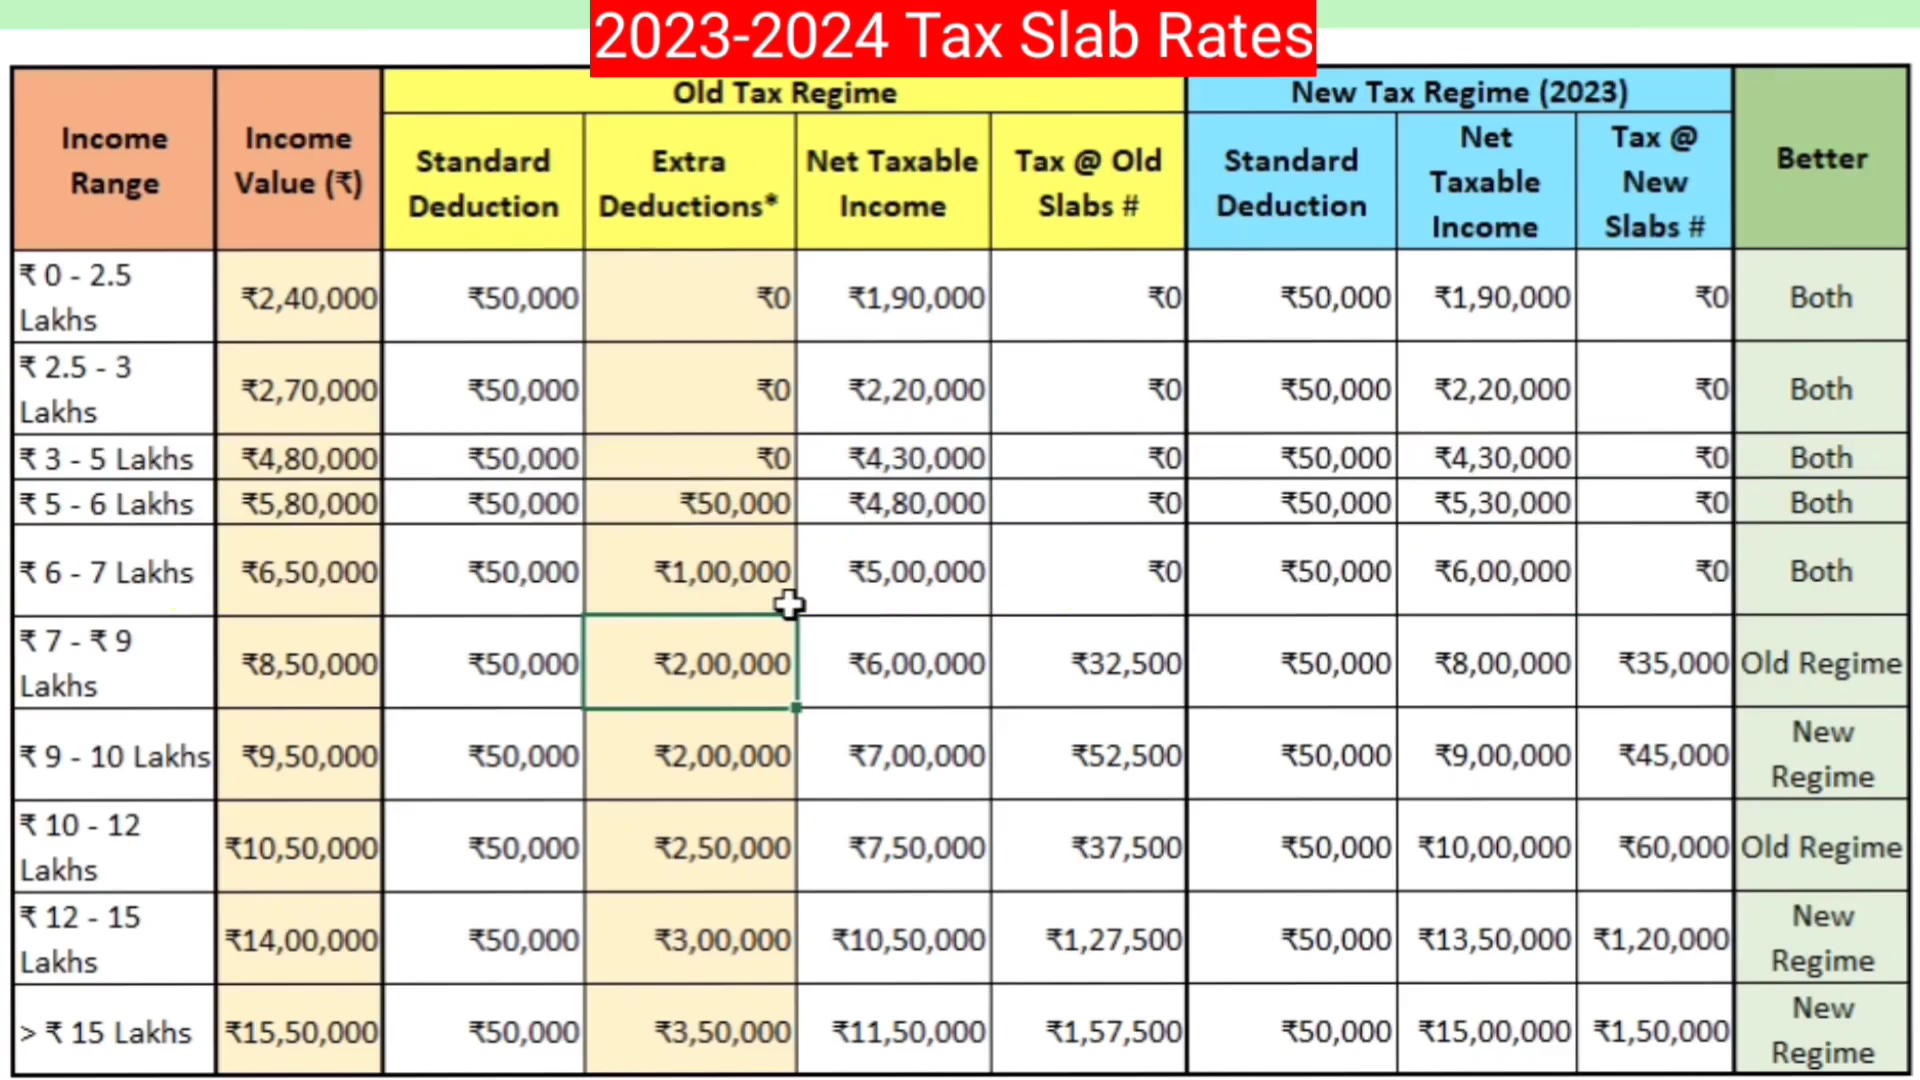 2023-2024 Tax Slab Rates
Old Tax Regime
New Tax Regime (2023)
Income Range
Income Value (₹)
Standard Deduction
Extra Deductions*
Net Taxable Income
Tax @ Old Slabs #
Standard Deduction
Net Taxable Income
Tax @ New Slabs #
Better
₹ 0 - 2.5 Lakhs ₹2,40,000 ₹50,000 ₹0 ₹1,90,000 ₹0 ₹50,000 ₹1,90,000 ₹0 Both
₹ 2.5 - 3 Lakhs ₹2,70,000 ₹50,000 ₹0 ₹2,20,000 ₹0 ₹50,000 ₹2,20,000 ₹0 Both
₹ 3 - 5 Lakhs ₹4,80,000 ₹50,000 ₹0 ₹4,30,000 ₹0 ₹50,000 ₹4,30,000 ₹0 Both
₹ 5 - 6 Lakhs ₹5,80,000 ₹50,000 ₹50,000 ₹4,80,000 ₹0 ₹50,000 ₹5,30,000 ₹0 Both
₹ 6 - 7 Lakhs ₹6,50,000 ₹50,000 ₹1,00,000 ₹5,00,000 ₹0 ₹50,000 ₹6,00,000 ₹0 Both
₹ 7 - ₹ 9 Lakhs ₹8,50,000 ₹50,000 ₹2,00,000 ₹6,00,000 ₹32,500 ₹50,000 ₹8,00,000 ₹35,000 Old Regime
₹ 9 - 10 Lakhs ₹9,50,000 ₹50,000 ₹2,00,000 ₹7,00,000 ₹52,500 ₹50,000 ₹9,00,000 ₹45,000 New Regime
₹ 10 - 12 Lakhs ₹10,50,000 ₹50,000 ₹2,50,000 ₹7,50,000 ₹37,500 ₹50,000 ₹10,00,000 ₹60,000 Old Regime
₹ 12 - 15 Lakhs ₹14,00,000 ₹50,000 ₹3,00,000 ₹10,50,000 ₹1,27,500 ₹50,000 ₹13,50,000 ₹1,20,000 New Regime
> ₹ 15 Lakhs ₹15,50,000 ₹50,000 ₹3,50,000 ₹11,50,000 ₹1,57,500 ₹50,000 ₹15,00,000 ₹1,50,000 New Regime